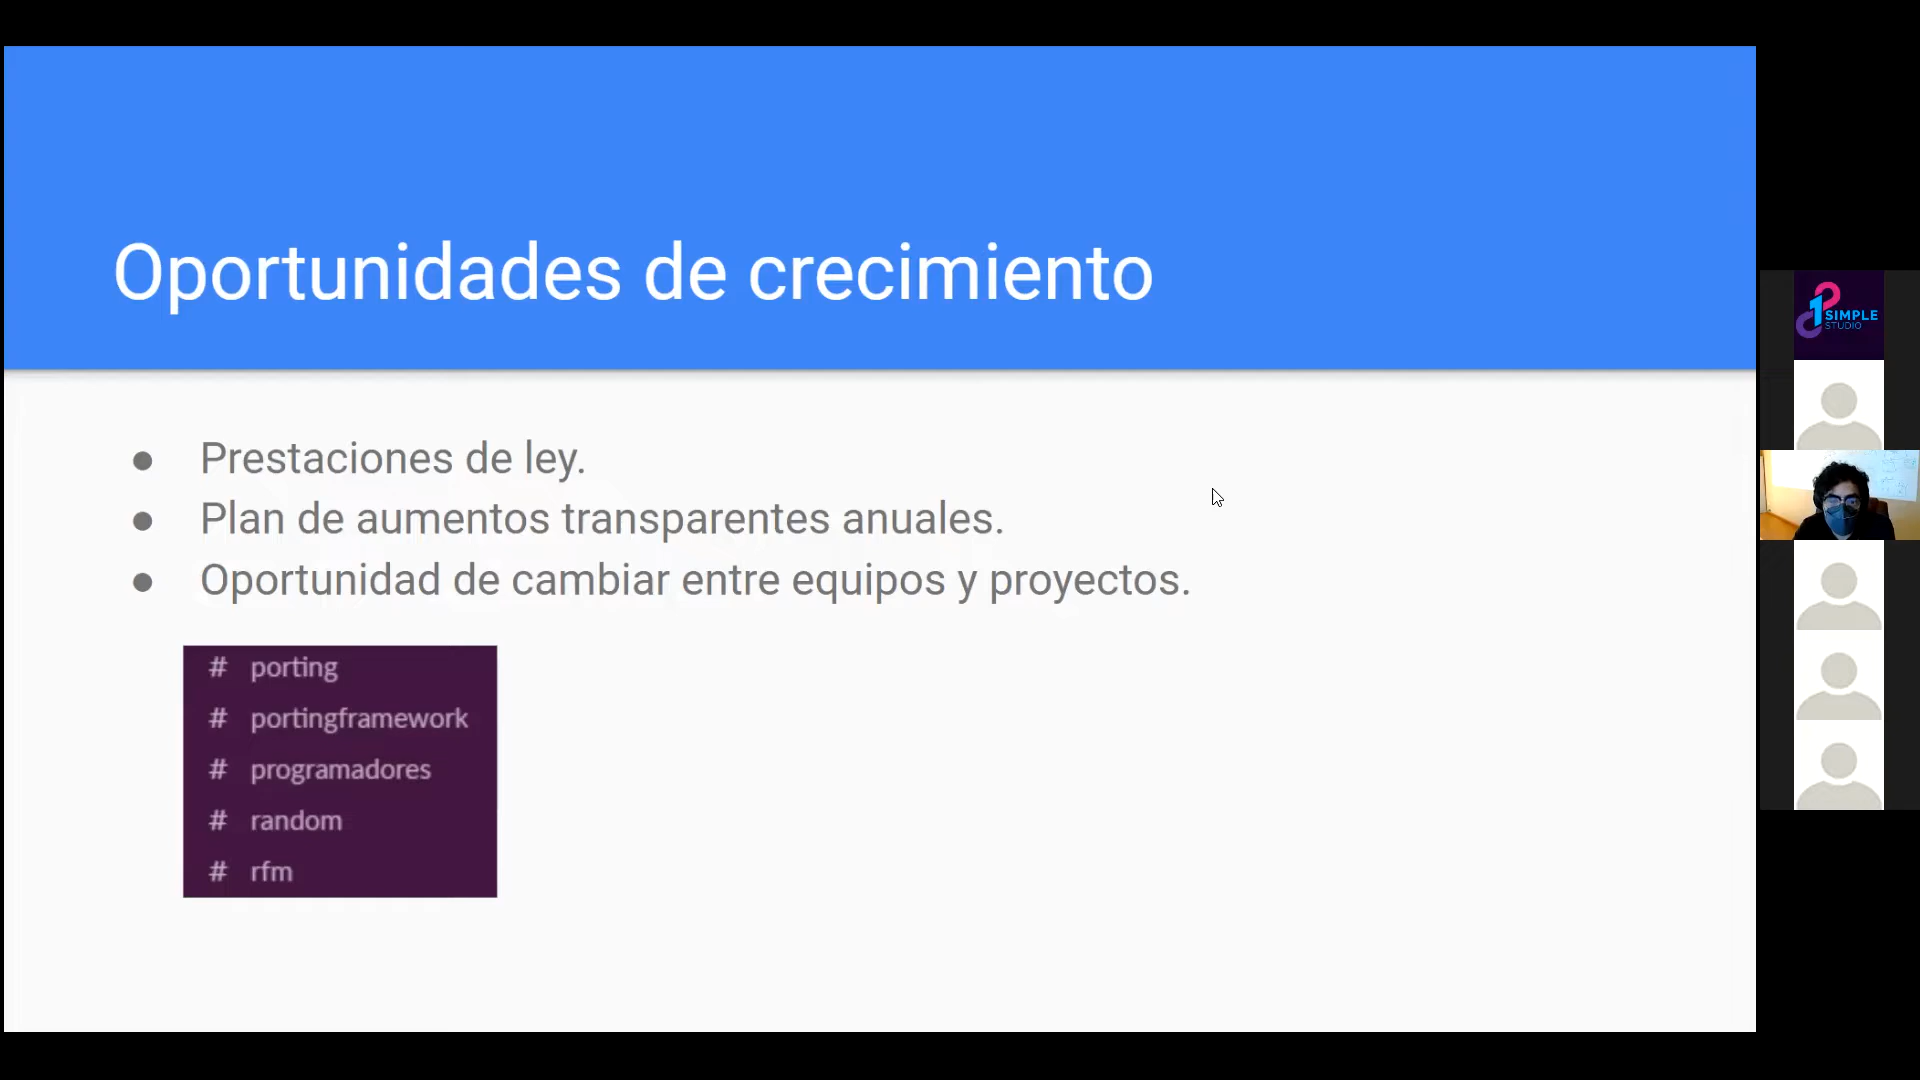 Oportunidades de crecimiento
● Prestaciones de ley.
● Plan de aumentos transparentes anuales.
● Oportunidad de cambiar entre equipos y proyectos.
# porting
# portingframework
# programadores
# random
# rfm
SIMPLE
STUDIO